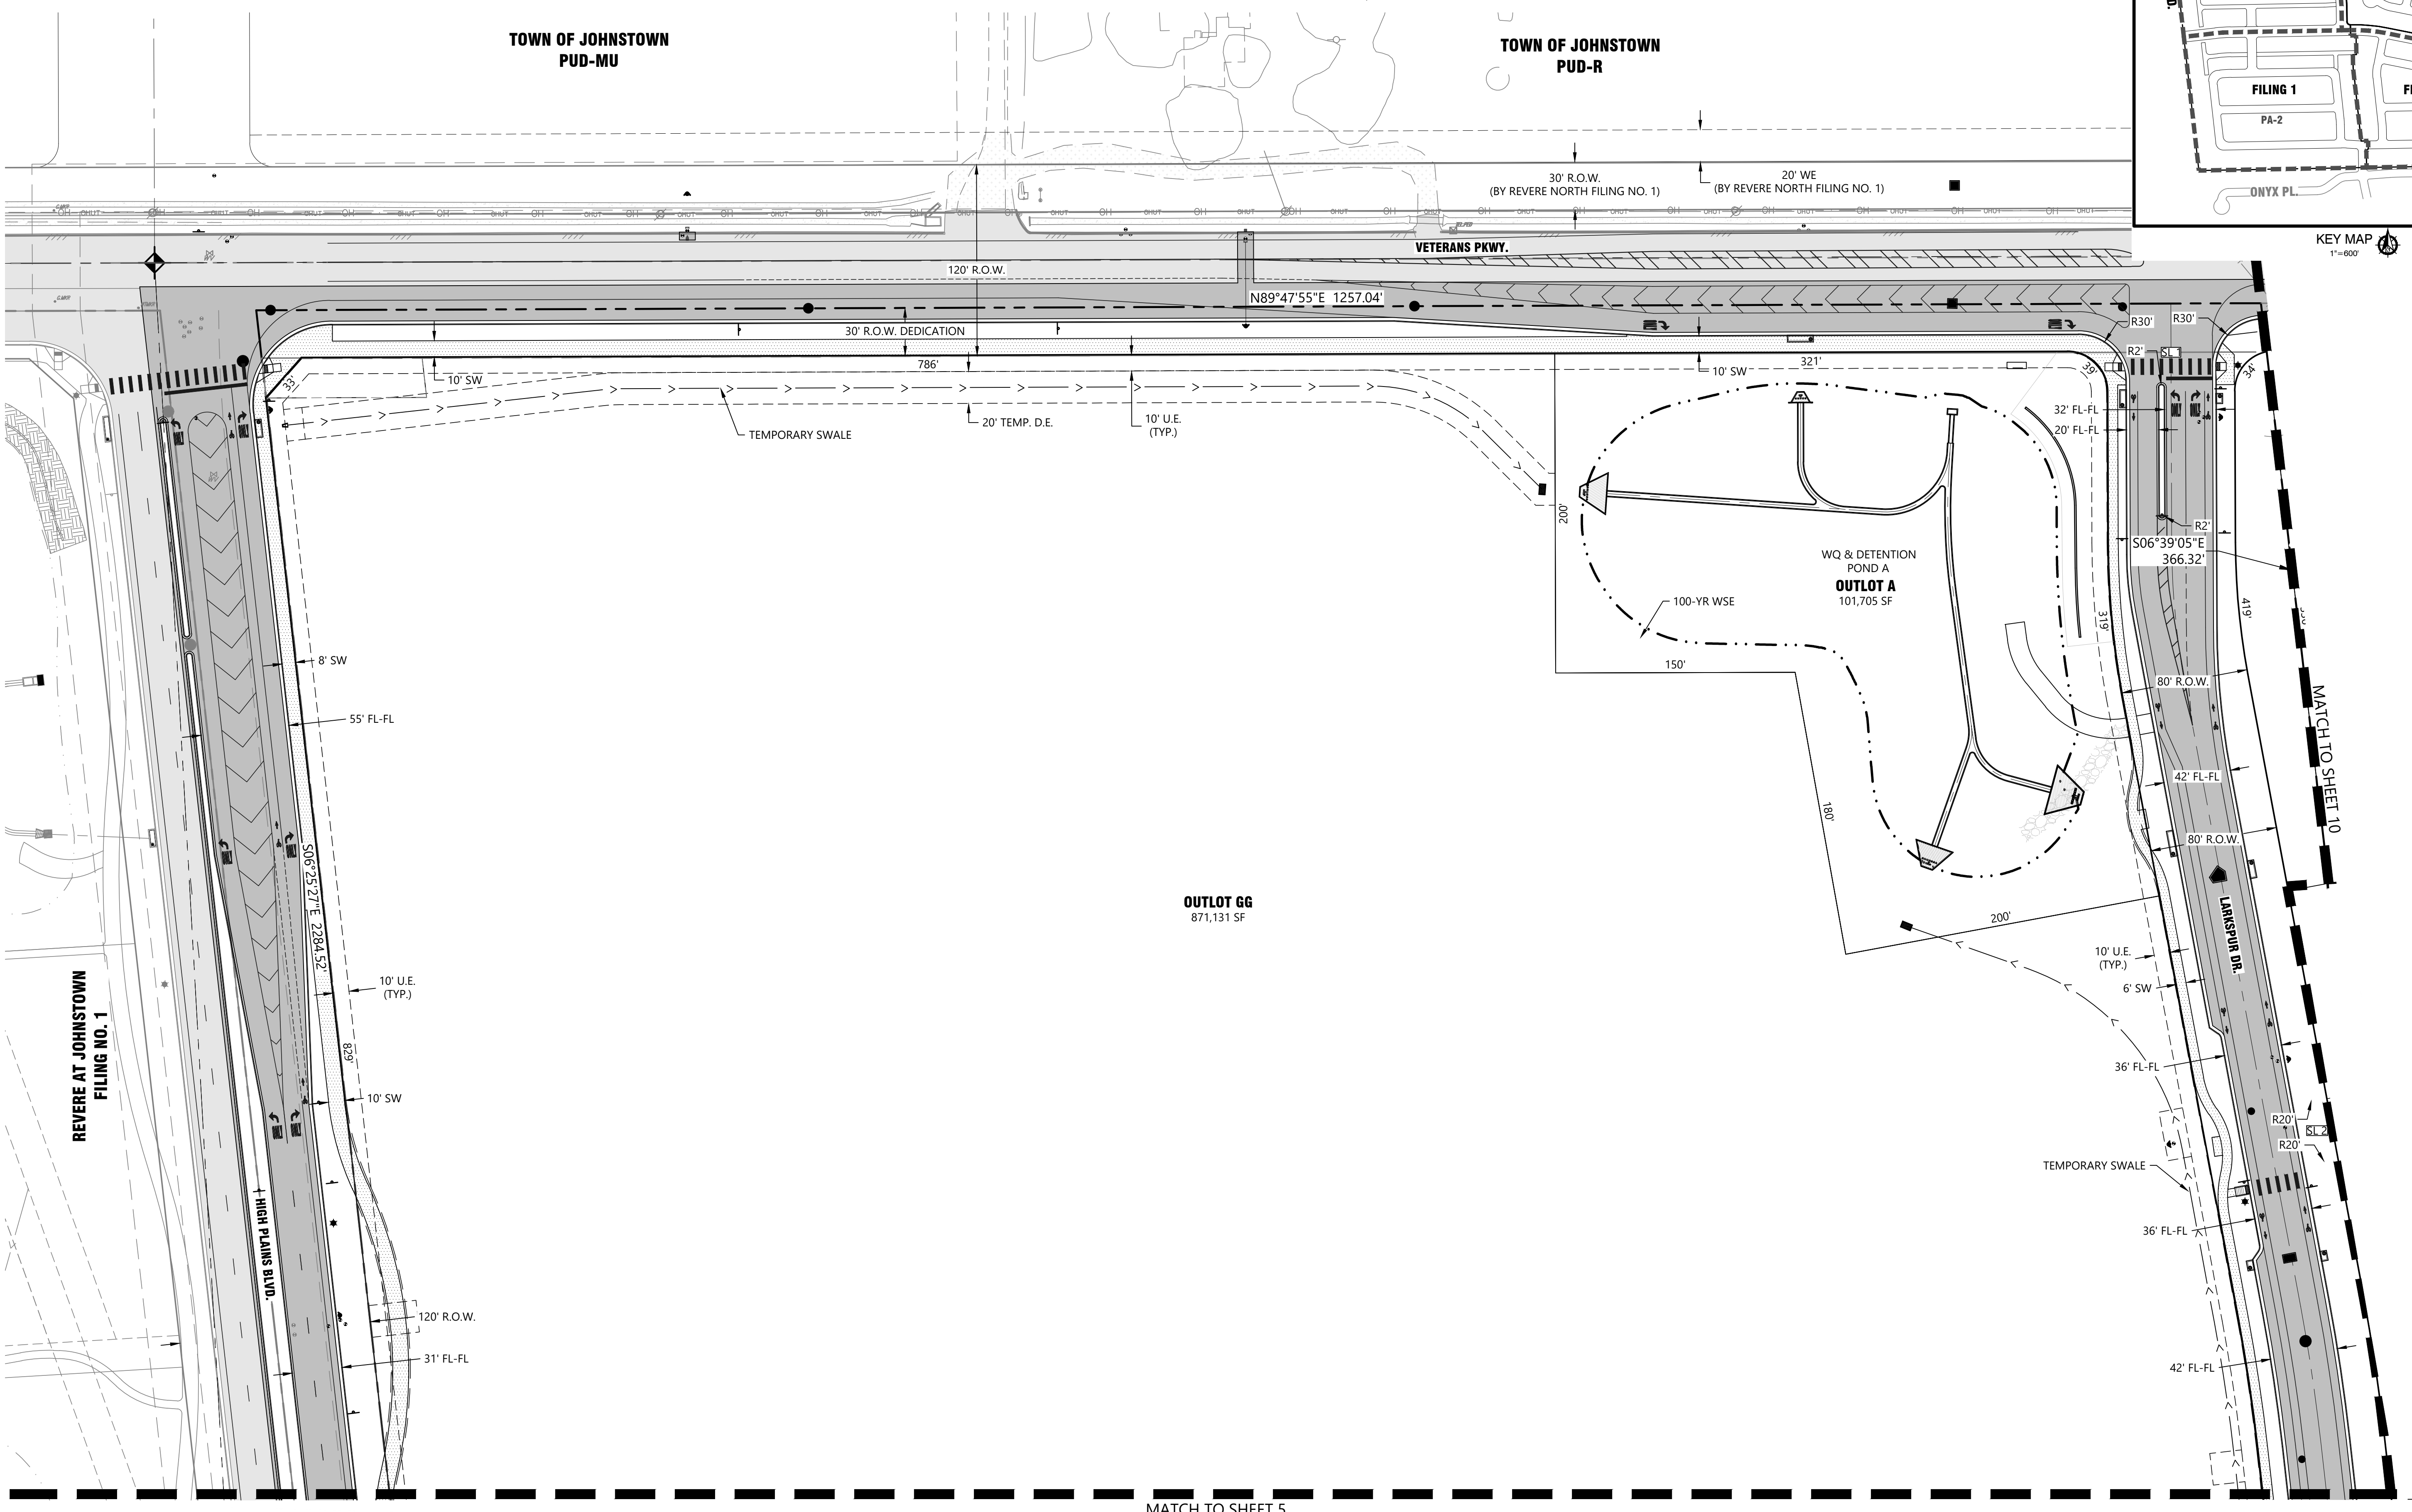 TOWN OF JOHNSTOWN
PUD-MU
TOWN OF JOHNSTOWN
PUD-R
FILING 1
PA-2
ONYX PL.
KEY MAP
1"=600'
30' R.O.W.
(BY REVERE NORTH FILING NO. 1)
20' WE
(BY REVERE NORTH FILING NO. 1)
VETERANS PKWY.
120' R.O.W.
N89°47'55"E 1257.04'
30' R.O.W. DEDICATION
R30'
R30'
R2'
SL 1
33'
10' SW
786'
10' SW
321'
39'
34'
TEMPORARY SWALE
20' TEMP. D.E.
10' U.E.
(TYP.)
32' FL-FL
20' FL-FL
ONLY
ONLY
ONLY
ONLY
200'
R2'
S06°39'05"E
366.32'
WQ & DETENTION
POND A
OUTLOT A
101,705 SF
100-YR WSE
319'
419'
8' SW
150'
80' R.O.W.
55' FL-FL
MATCH TO SHEET 10
42' FL-FL
180'
80' R.O.W.
ONLY
ONLY
S06°25'27"E 2284.52'
OUTLOT GG
871,131 SF
200'
LARKSPUR DR.
10' U.E.
(TYP.)
10' U.E.
(TYP.)
6' SW
REVERE AT JOHNSTOWN
FILING NO. 1
829'
36' FL-FL
10' SW
ONLY
ONLY
R20'
SL 2
R20'
TEMPORARY SWALE
HIGH PLAINS BLVD.
36' FL-FL
120' R.O.W.
31' FL-FL
42' FL-FL
MATCH TO SHEET 5